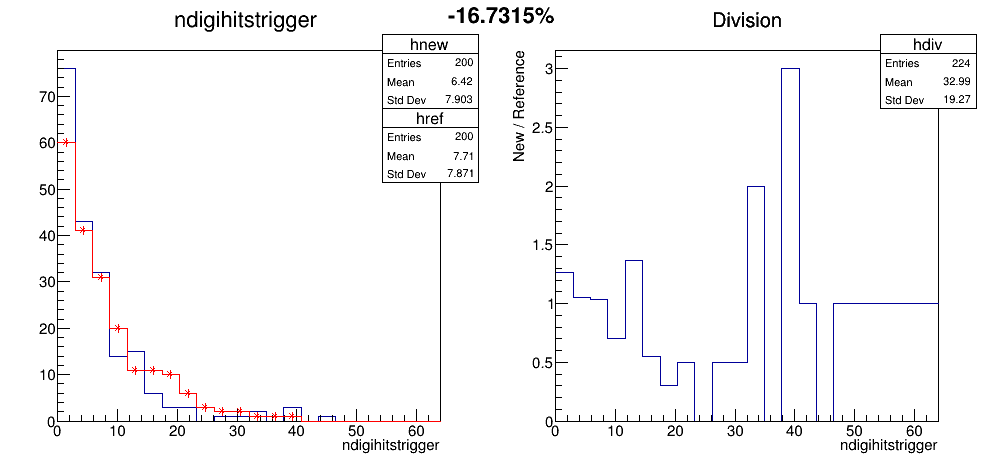 -16.7315%
ndigihitstrigger
hnew
Entries 200
Mean 6.42
Std Dev 7.903
href
Entries 200
Mean 7.71
Std Dev 7.871
70
60
50
40
30
20
10
0
0 10 20 30 40 50 60
ndigihitstrigger
Division
hdiv
Entries 224
Mean 32.99
Std Dev 19.27
New / Reference
3
2.5
2
1.5
1
0.5
0
0 10 20 30 40 50 60
ndigihitstrigger